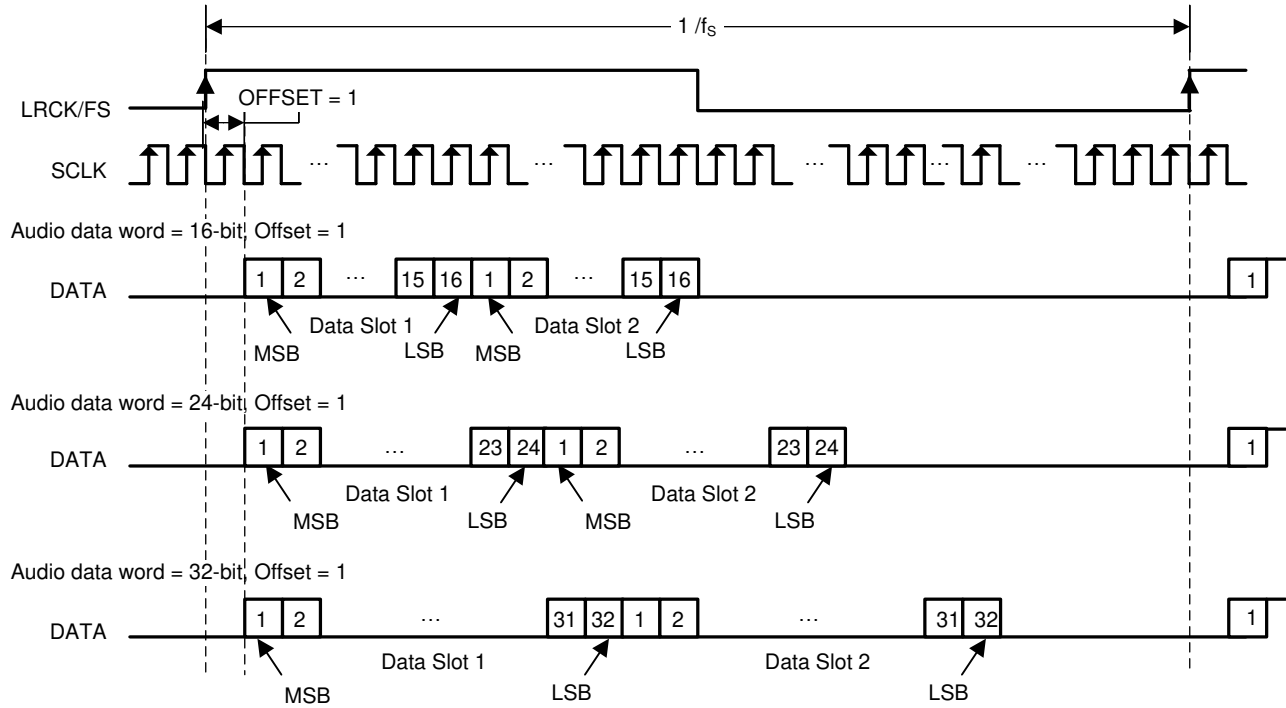 1 /fS
LRCK/FS
OFFSET = 1
SCLK
… … … … …
Audio data word = 16-bit, Offset = 1
DATA
1 2 … 15 16 1 2 … 15 16 1
Data Slot 1 Data Slot 2
MSB LSB MSB LSB
Audio data word = 24-bit, Offset = 1
DATA
1 2 … 23 24 1 2 … 23 24 1
Data Slot 1 Data Slot 2
MSB LSB MSB LSB
Audio data word = 32-bit, Offset = 1
DATA
1 2 … 31 32 1 2 … 31 32 1
Data Slot 1 Data Slot 2
MSB LSB LSB